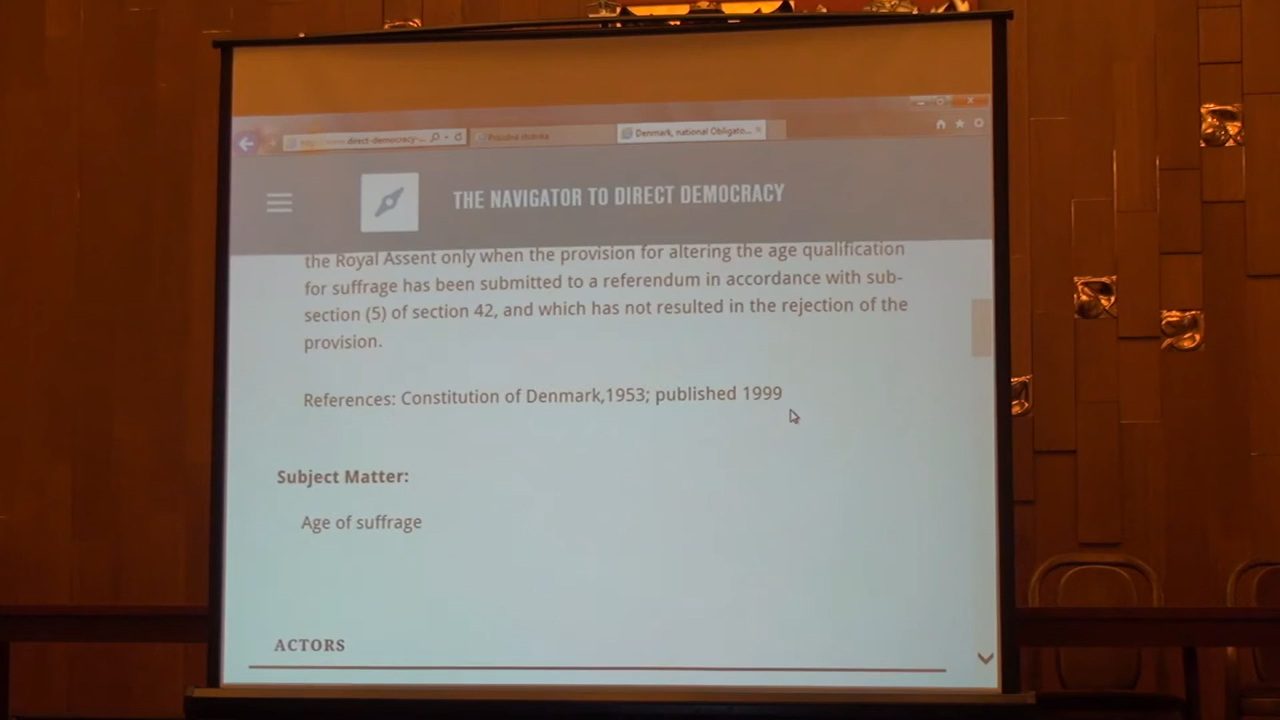 direct-democracy-...
Denmark, national Obligato...
THE NAVIGATOR TO DIRECT DEMOCRACY
the Royal Assent only when the provision for altering the age qualification
for suffrage has been submitted to a referendum in accordance with sub-
section (5) of section 42, and which has not resulted in the rejection of the
provision.
References: Constitution of Denmark,1953; published 1999
Subject Matter:
Age of suffrage
ACTORS